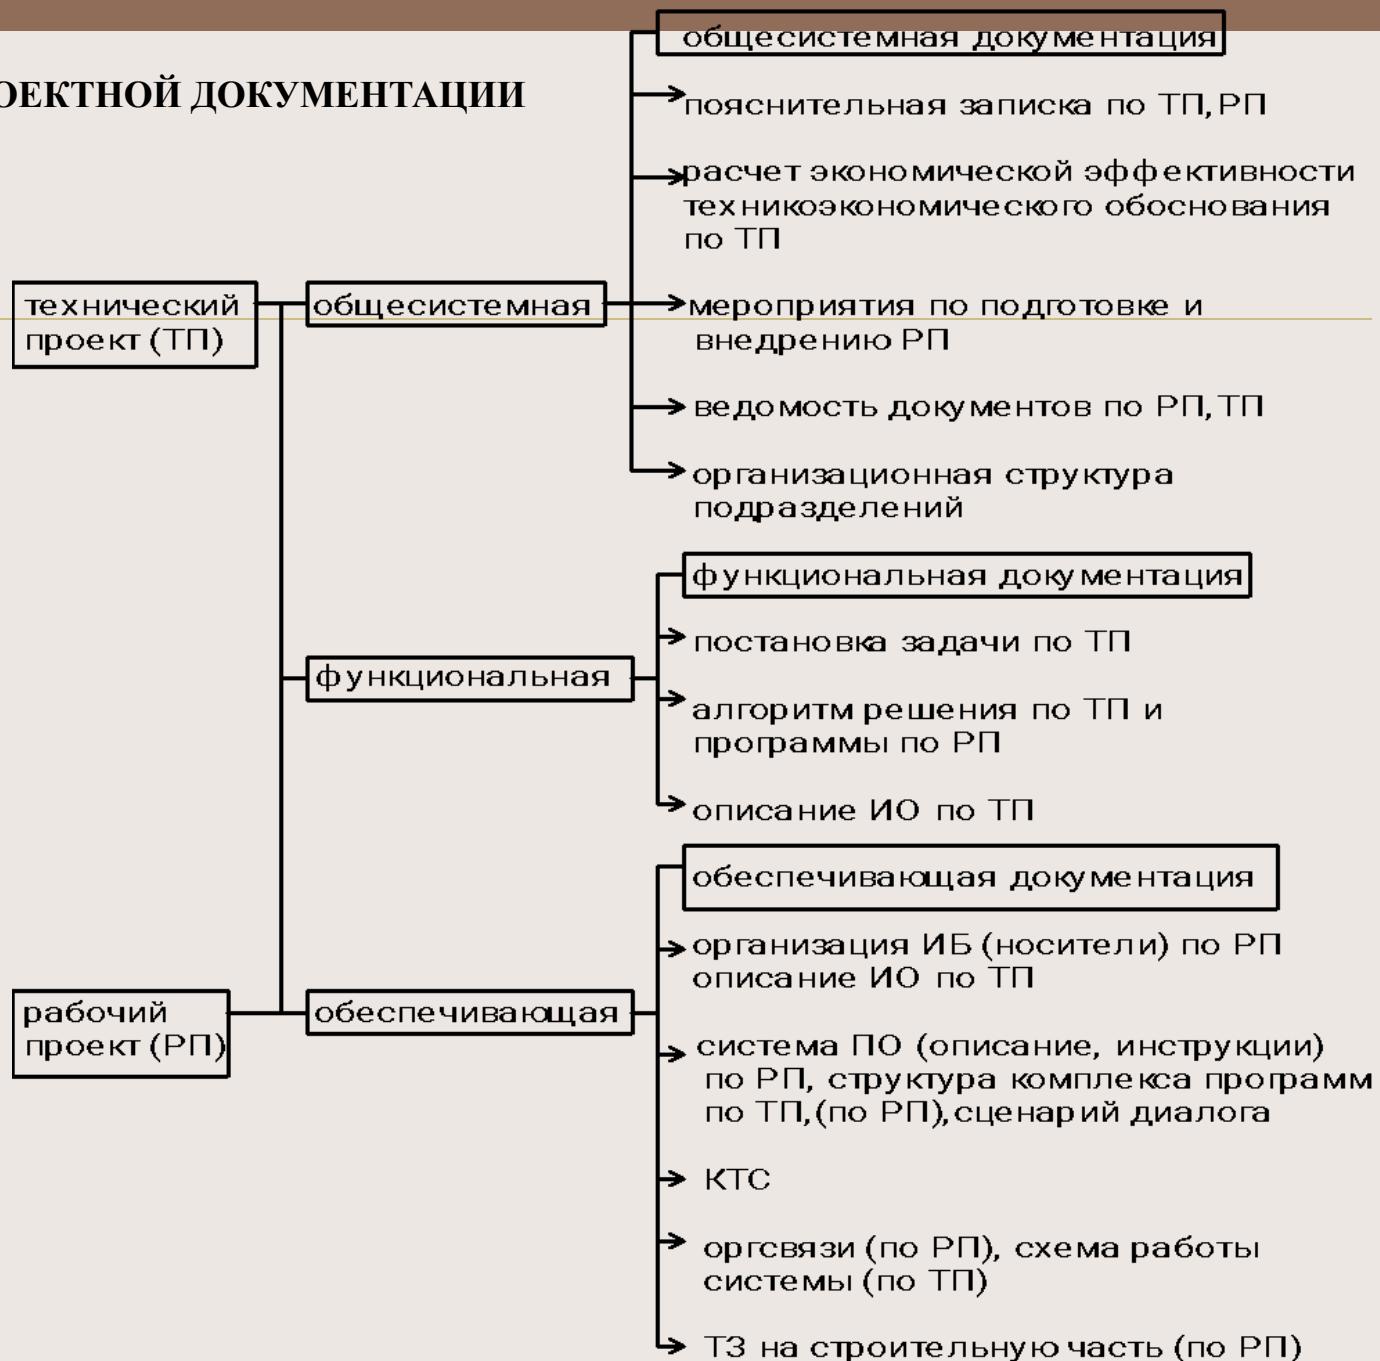 общесистемная документация
ОЕКТНОЙ ДОКУМЕНТАЦИИ
пояснительная записка по ТП,РП
расчет экономической эффективности
техникоэкономического обоснования
по ТП
технический
проект (ТП)
общесистемная
мероприятия по подготовке и
внедрению РП
ведомость документов по РП,ТП
организационная структура
подразделений
функциональная документация
постановка задачи по ТП
функциональная
алгоритм решения по ТП и
программы по РП
описание ИО по ТП
обеспечивающая документация
организация ИБ (носители) по РП
описание ИО по ТП
рабочий
проект (РП)
обеспечивающая
система ПО (описание, инструкции)
по РП, структура комплекса программ
по ТП,(по РП),сценарий диалога
КТС
оргсвязи (по РП), схема работы
системы (по ТП)
ТЗ на строительную часть (по РП)